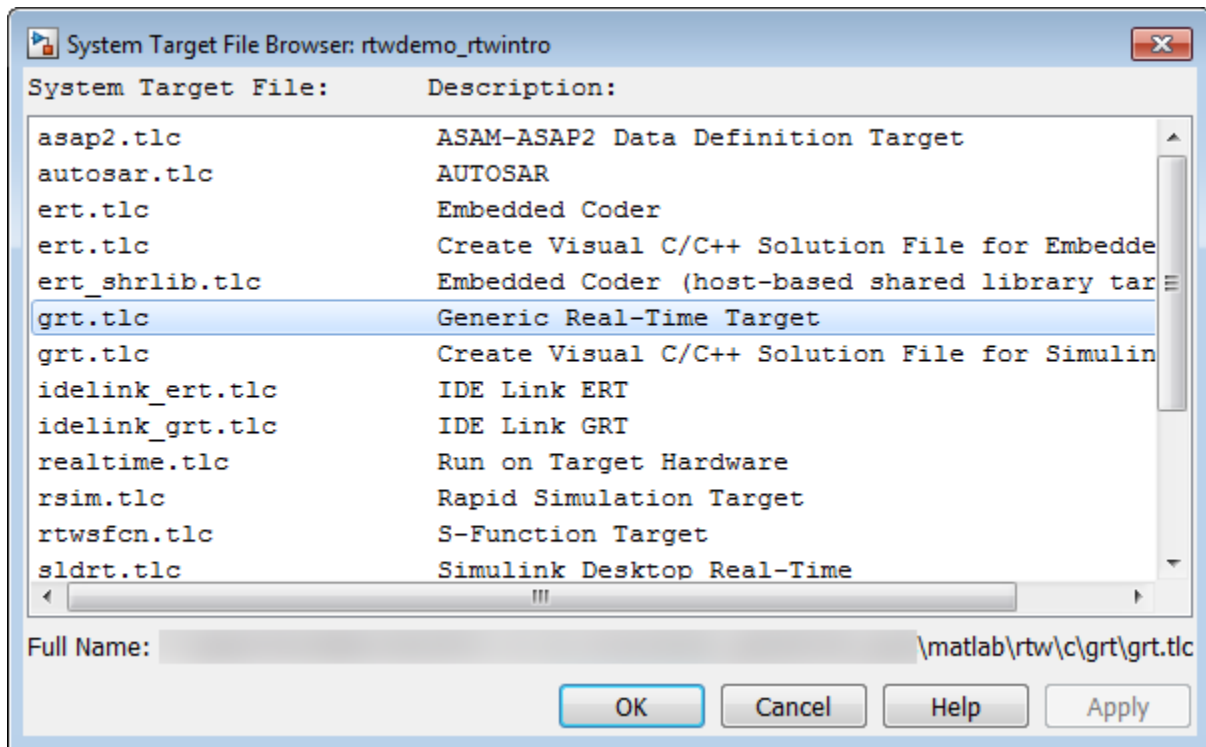 System Target File Browser: rtwdemo_rtwintro
System Target File: Description:
asap2.tlc ASAM-ASAP2 Data Definition Target
autosar.tlc AUTOSAR
ert.tlc Embedded Coder
ert.tlc Create Visual C/C++ Solution File for Embedde
ert_shrlib.tlc Embedded Coder (host-based shared library tar
grt.tlc Generic Real-Time Target
grt.tlc Create Visual C/C++ Solution File for Simulin
idelink_ert.tlc IDE Link ERT
idelink_grt.tlc IDE Link GRT
realtime.tlc Run on Target Hardware
rsim.tlc Rapid Simulation Target
rtwsfcn.tlc S-Function Target
sldrt.tlc Simulink Desktop Real-Time
Full Name: \matlab\rtw\c\grt\grt.tlc
OK Cancel Help Apply